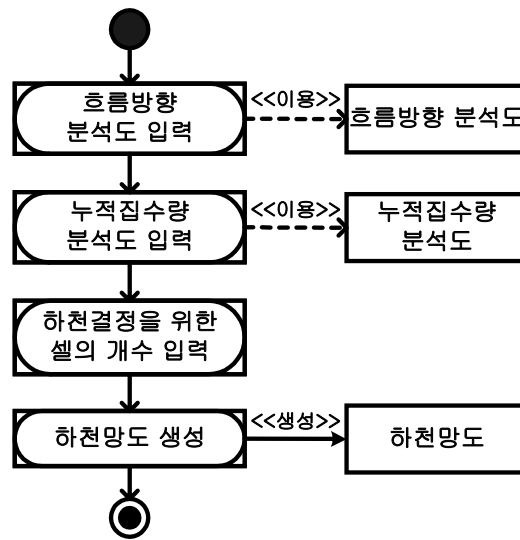 흐름방향
분석도 입력
<<이용>>
흐름방향 분석도
누적집수량
분석도 입력
<<이용>>
누적집수량
분석도
하천결정을 위한
셀의 개수 입력
하천망도 생성
<<생성>>
하천망도